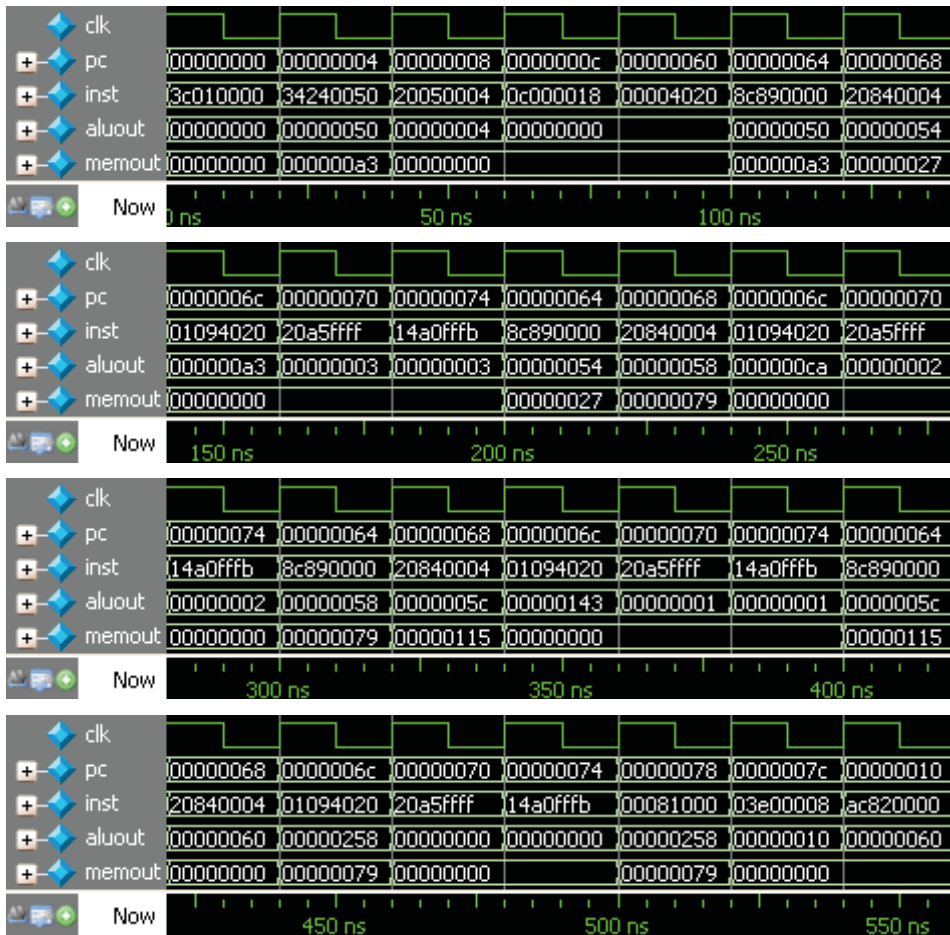 clk
pc 00000000 00000004 00000008 0000000c 00000060 00000064 00000068
inst 3c010000 34240050 20050004 0c000018 00004020 8c890000 20840004
aluout 00000000 00000050 00000004 00000000 00000050 00000054
memout 00000000 000000a3 00000000 000000a3 00000027
Now 0 ns 50 ns 100 ns
clk
pc 0000006c 00000070 00000074 00000064 00000068 0000006c 00000070
inst 01094020 20a5ffff 14a0fffb 8c890000 20840004 01094020 20a5ffff
aluout 000000a3 00000003 00000003 00000054 00000058 000000ca 00000002
memout 00000000 00000027 00000079 00000000
Now 150 ns 200 ns 250 ns
clk
pc 00000074 00000064 00000068 0000006c 00000070 00000074 00000064
inst 14a0fffb 8c890000 20840004 01094020 20a5ffff 14a0fffb 8c890000
aluout 00000002 00000058 0000005c 00000143 00000001 00000001 0000005c
memout 00000000 00000079 00000115 00000000 00000115
Now 300 ns 350 ns 400 ns
clk
pc 00000068 0000006c 00000070 00000074 00000078 0000007c 00000010
inst 20840004 01094020 20a5ffff 14a0fffb 00081000 03e00008 ac820000
aluout 00000060 00000258 00000000 00000000 00000258 00000010 00000060
memout 00000000 00000079 00000000 00000079 00000000
Now 450 ns 500 ns 550 ns